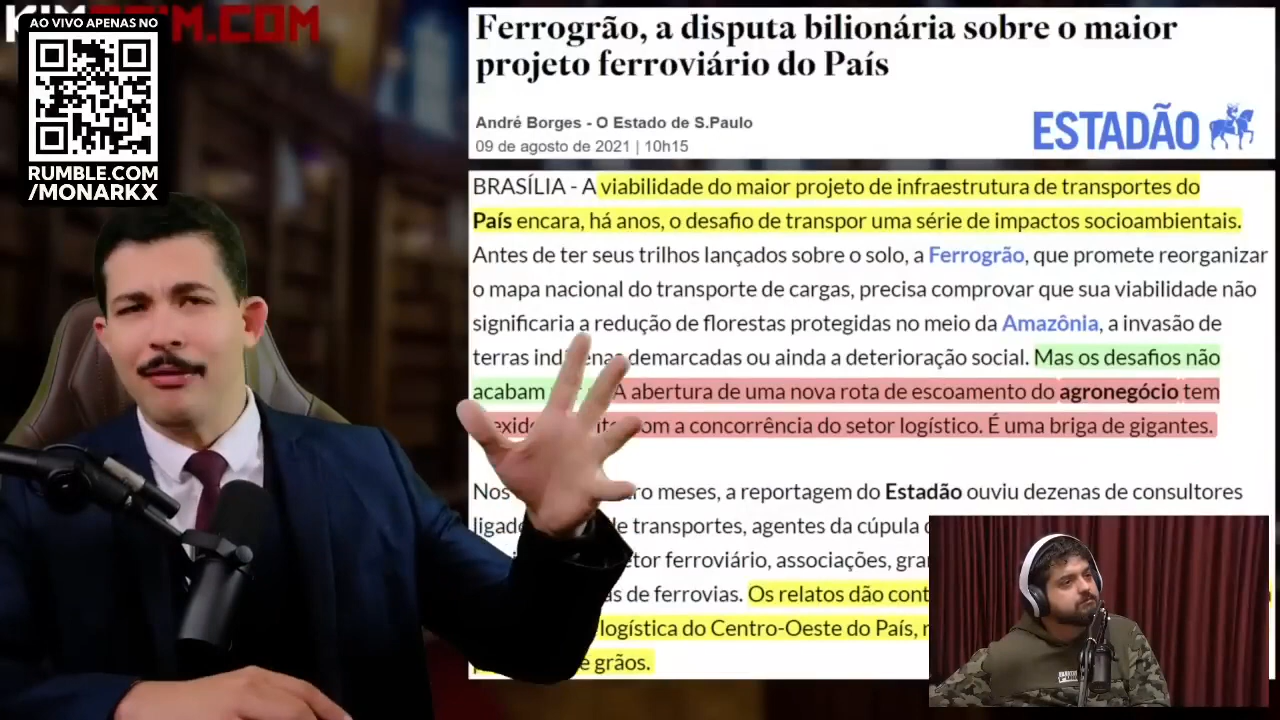 AO VIVO APENAS NO
RUMBLE.COM
/MONARKX
Ferrogrão, a disputa bilionária sobre o maior
projeto ferroviário do País
André Borges - O Estado de S.Paulo
09 de agosto de 2021 | 10h15
ESTADÃO
BRASÍLIA - A viabilidade do maior projeto de infraestrutura de transportes do
País encara, há anos, o desafio de transpor uma série de impactos socioambientais.
Antes de ter seus trilhos lançados sobre o solo, a Ferrogrão, que promete reorganizar
o mapa nacional do transporte de cargas, precisa comprovar que sua viabilidade não
significaria a redução de florestas protegidas no meio da Amazônia, a invasão de
terras demarcadas ou ainda a deterioração social. Mas os desafios não
acabam A abertura de uma nova rota de escoamento do agronegócio tem
com a concorrência do setor logístico. É uma briga de gigantes.
Nos meses, a reportagem do Estadão ouviu dezenas de consultores
de transportes, agentes da cúpula
ferroviário, associações,
de ferrovias. Os relatos dão
logística do Centro-Oeste do País,
grãos.